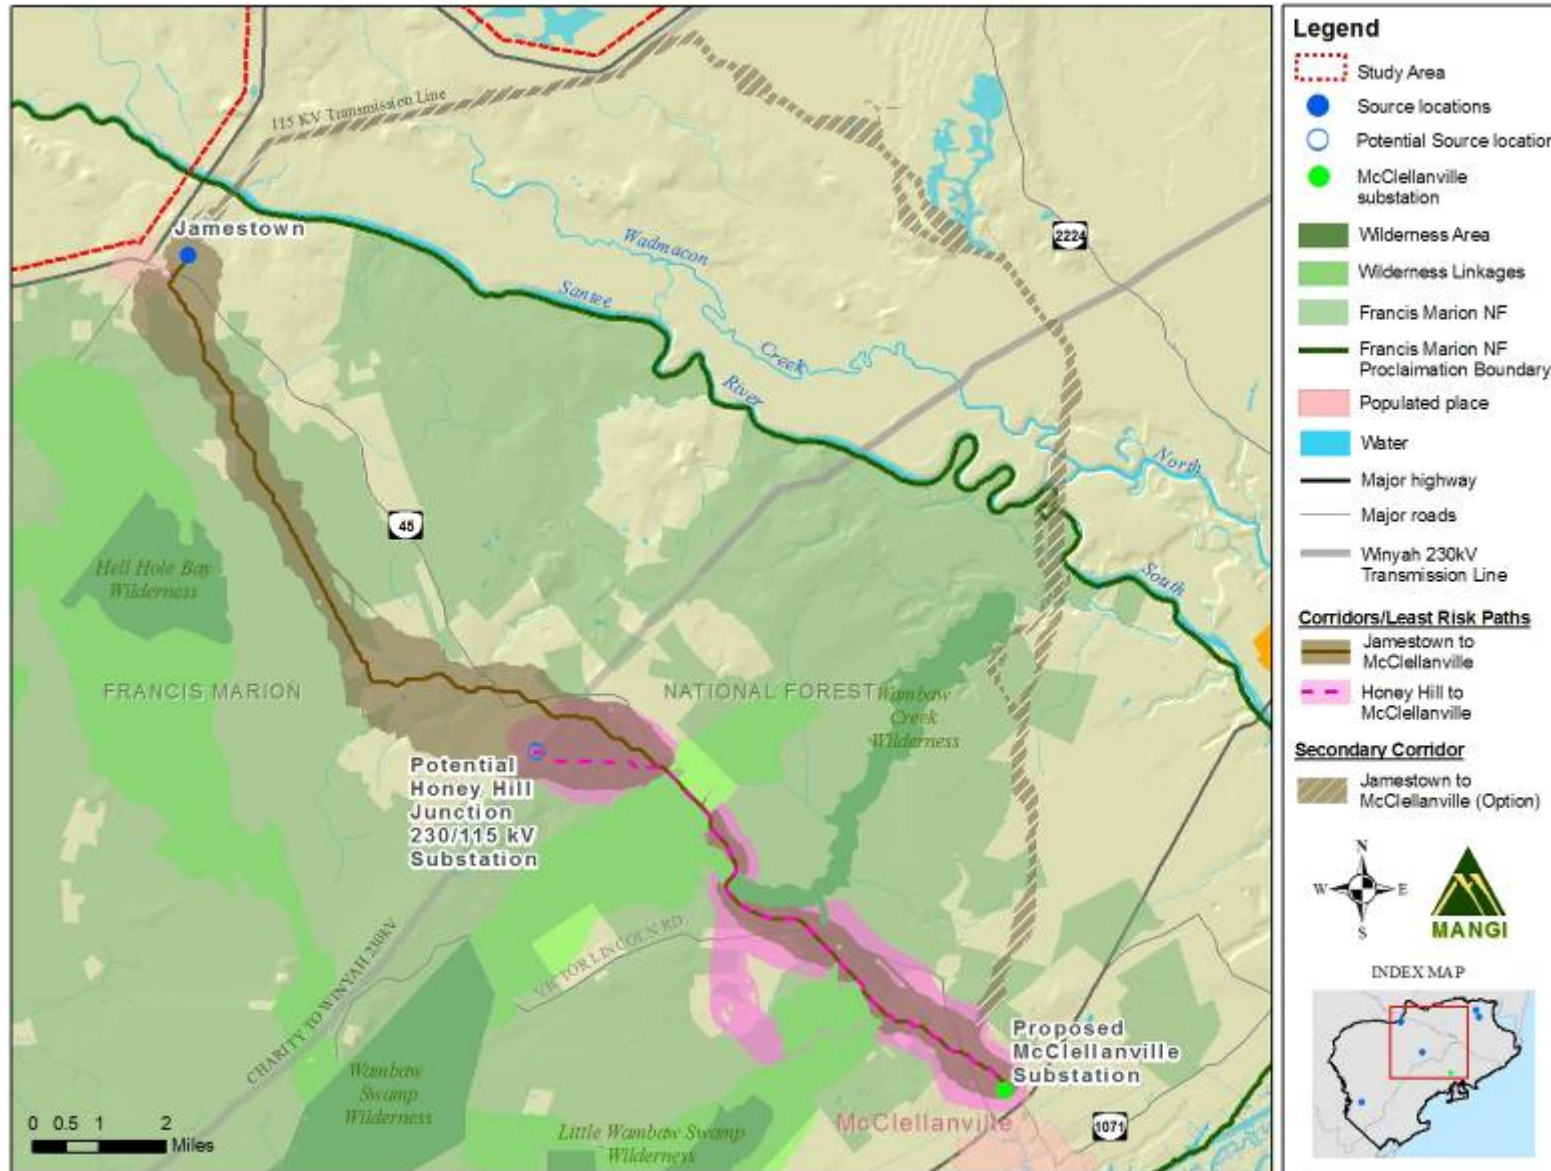 115 KV Transmission Line
Jamestown
Wadmacon
Creek
Santee
River
2224
North
South
45
Hell Hole Bay
Wilderness
FRANCIS MARION
NATIONAL FOREST
Wambaw
Creek
Wilderness
Potential
Honey Hill
Junction
230/115 kV
Substation
VICTOR LINCOLN RD.
CHARITY TO WINYAH 230kV
Wambaw
Swamp
Wilderness
Little Wambaw Swamp
Wilderness
Proposed
McClellanville
Substation
McClellanville
1071
0 0.5 1 2
Miles
Legend
Study Area
Source locations
Potential Source location
McClellanville
substation
Wilderness Area
Wilderness Linkages
Francis Marion NF
Francis Marion NF
Proclaimation Boundary
Populated place
Water
Major highway
Major roads
Winyah 230kV
Transmission Line
Corridors/Least Risk Paths
Jamestown to
McClellanville
Honey Hill to
McClellanville
Secondary Corridor
Jamestown to
McClellanville (Option)
N
W E
S
MANGI
INDEX MAP